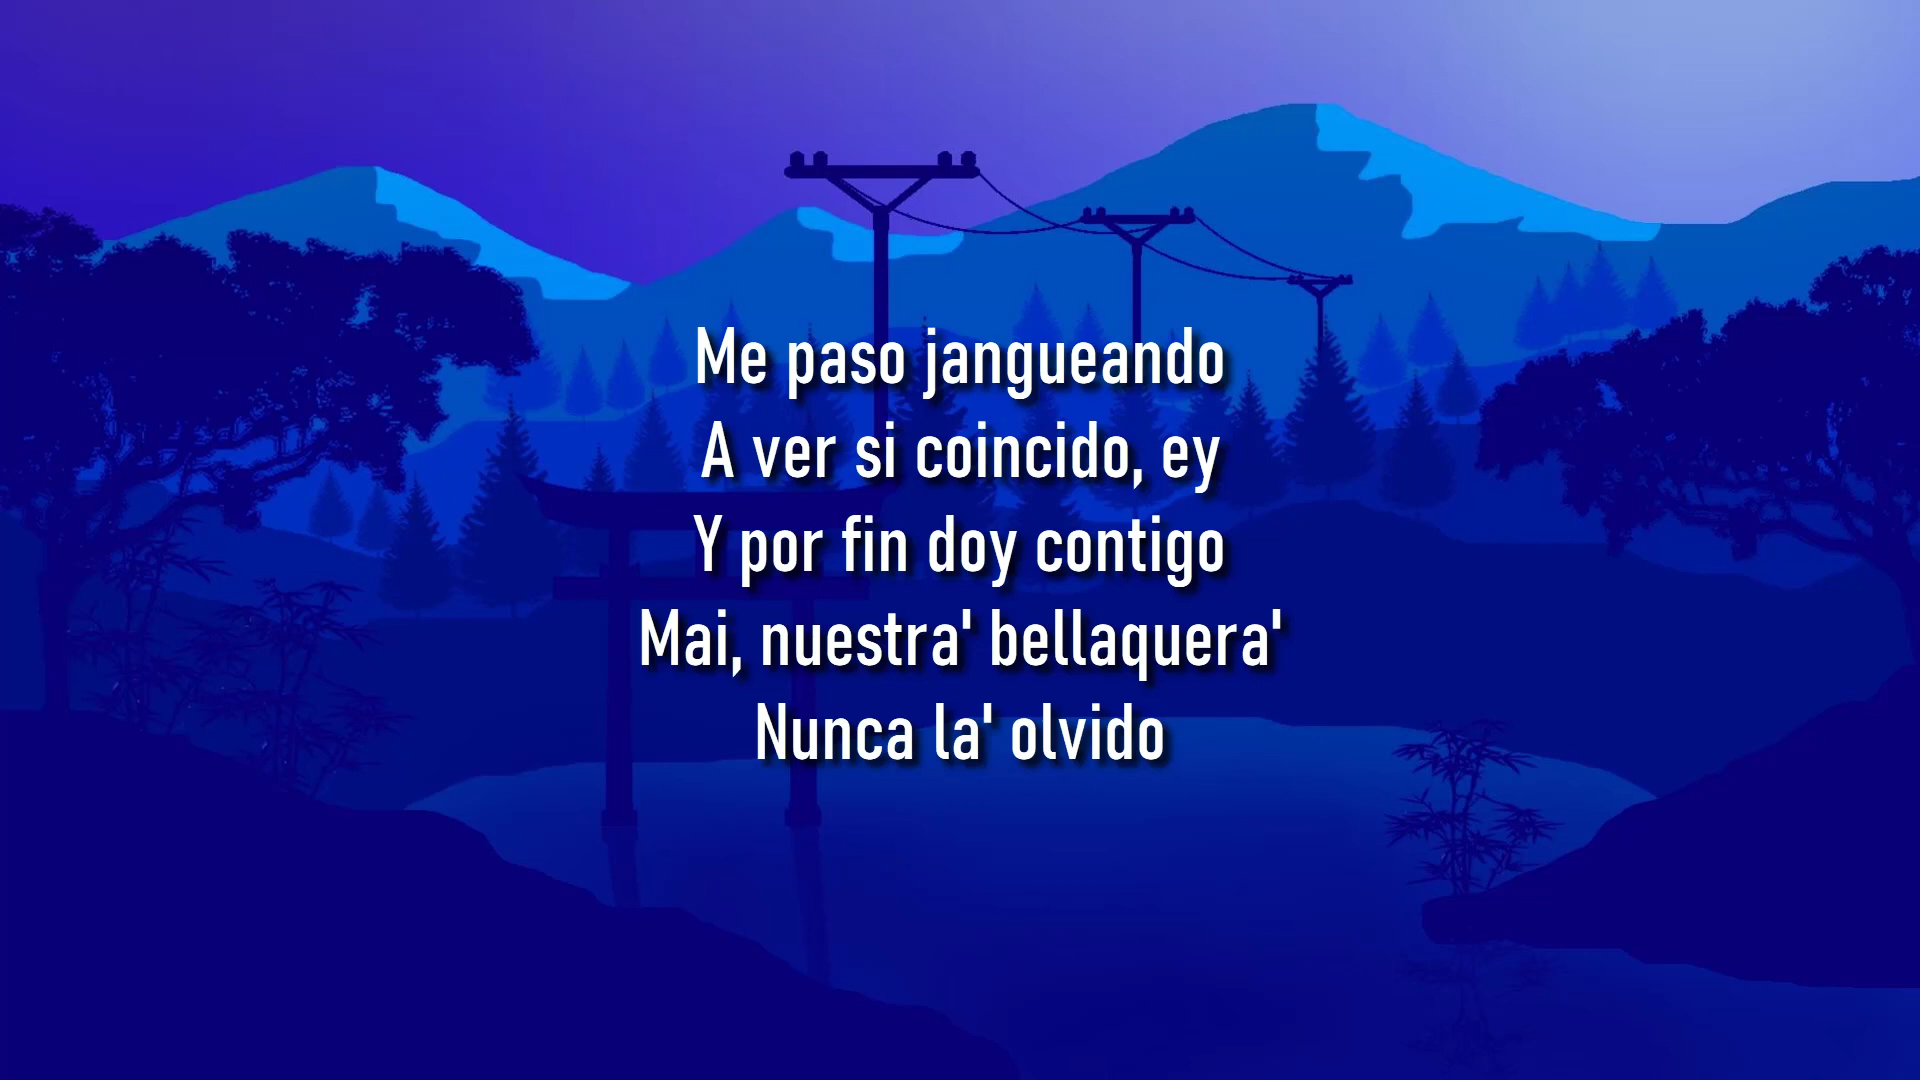 Me paso jangueando
A ver si coincido, ey
Y por fin doy contigo
Mai, nuestra' bellaquera'
Nunca la' olvido